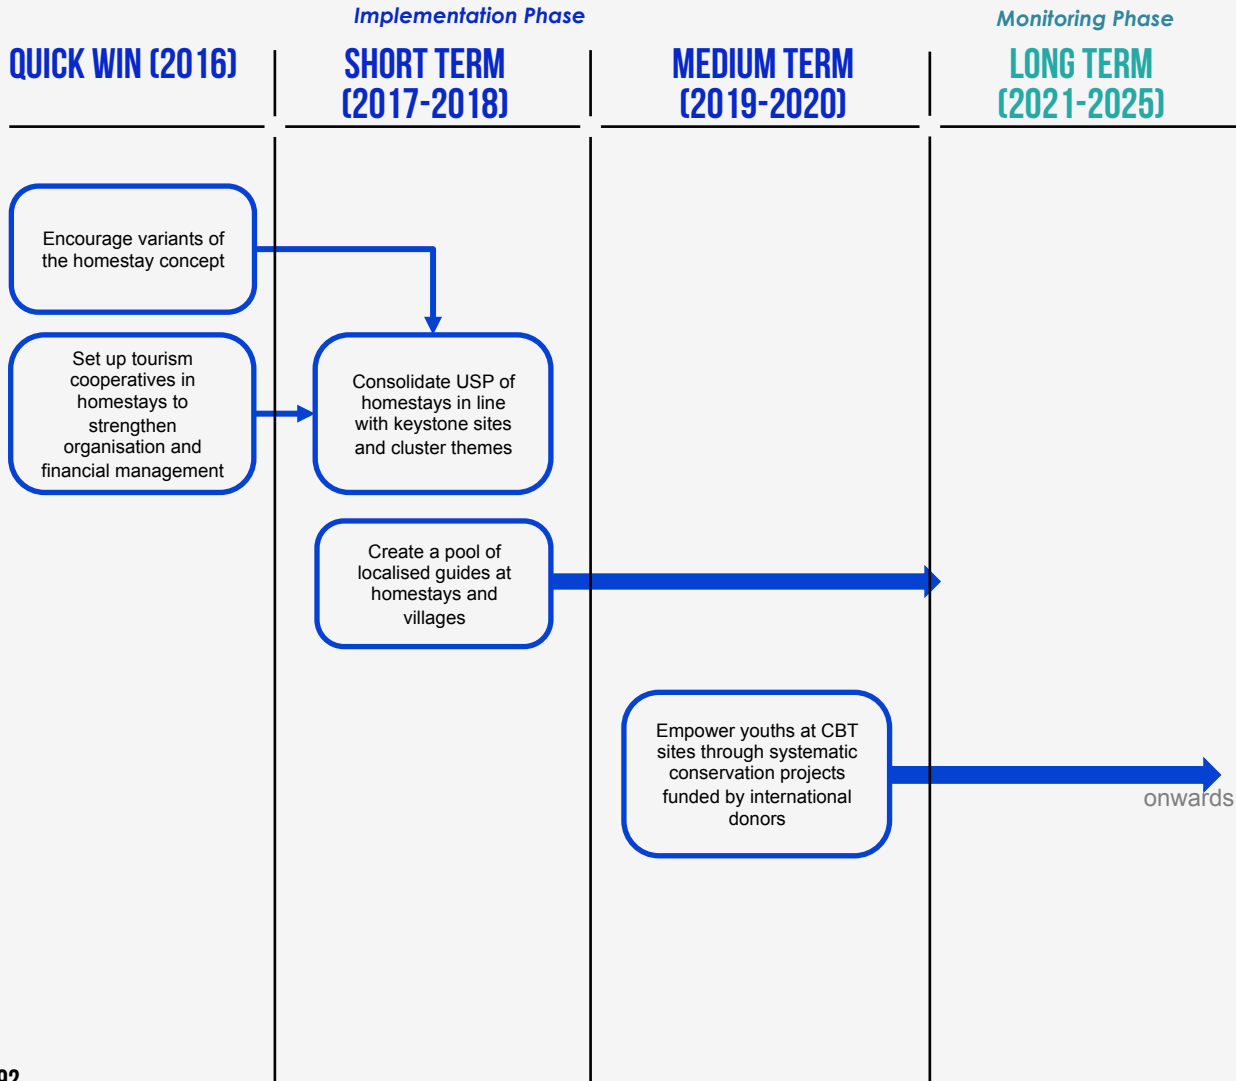 Implementation Phase
Monitoring Phase
QUICK WIN (2016)
SHORT TERM
(2017-2018)
MEDIUM TERM
(2019-2020)
LONG TERM
(2021-2025)
Encourage variants of
the homestay concept
Set up tourism
cooperatives in
homestays to
strengthen
organisation and
financial management
Consolidate USP of
homestays in line
with keystone sites
and cluster themes
Create a pool of
localised guides at
homestays and
villages
Empower youths at CBT
sites through systematic
conservation projects
funded by international
donors
onwards
92